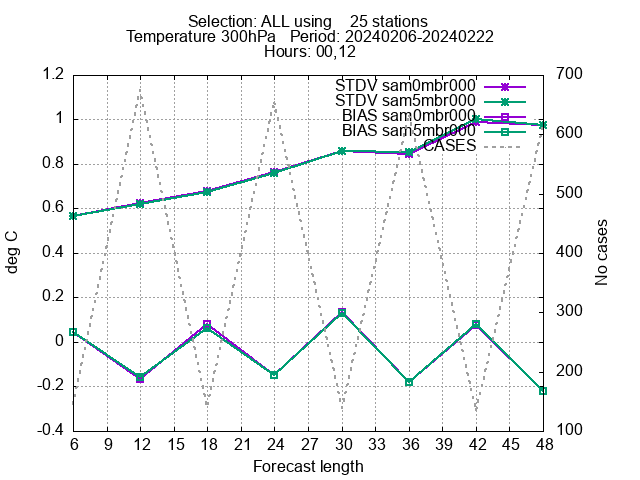 Selection: ALL using    25 stations
Temperature 300hPa   Period: 20240206-20240222
Hours: 00,12
STDV sam0mbr000
STDV sam5mbr000
BIAS sam0mbr000
BIAS sam5mbr000
CASES
deg C
1.2
1
0.8
0.6
0.4
0.2
0
-0.2
-0.4
700
600
500
400
300
200
100
No cases
6 9 12 15 18 21 24 27 30 33 36 39 42 45 48
Forecast length